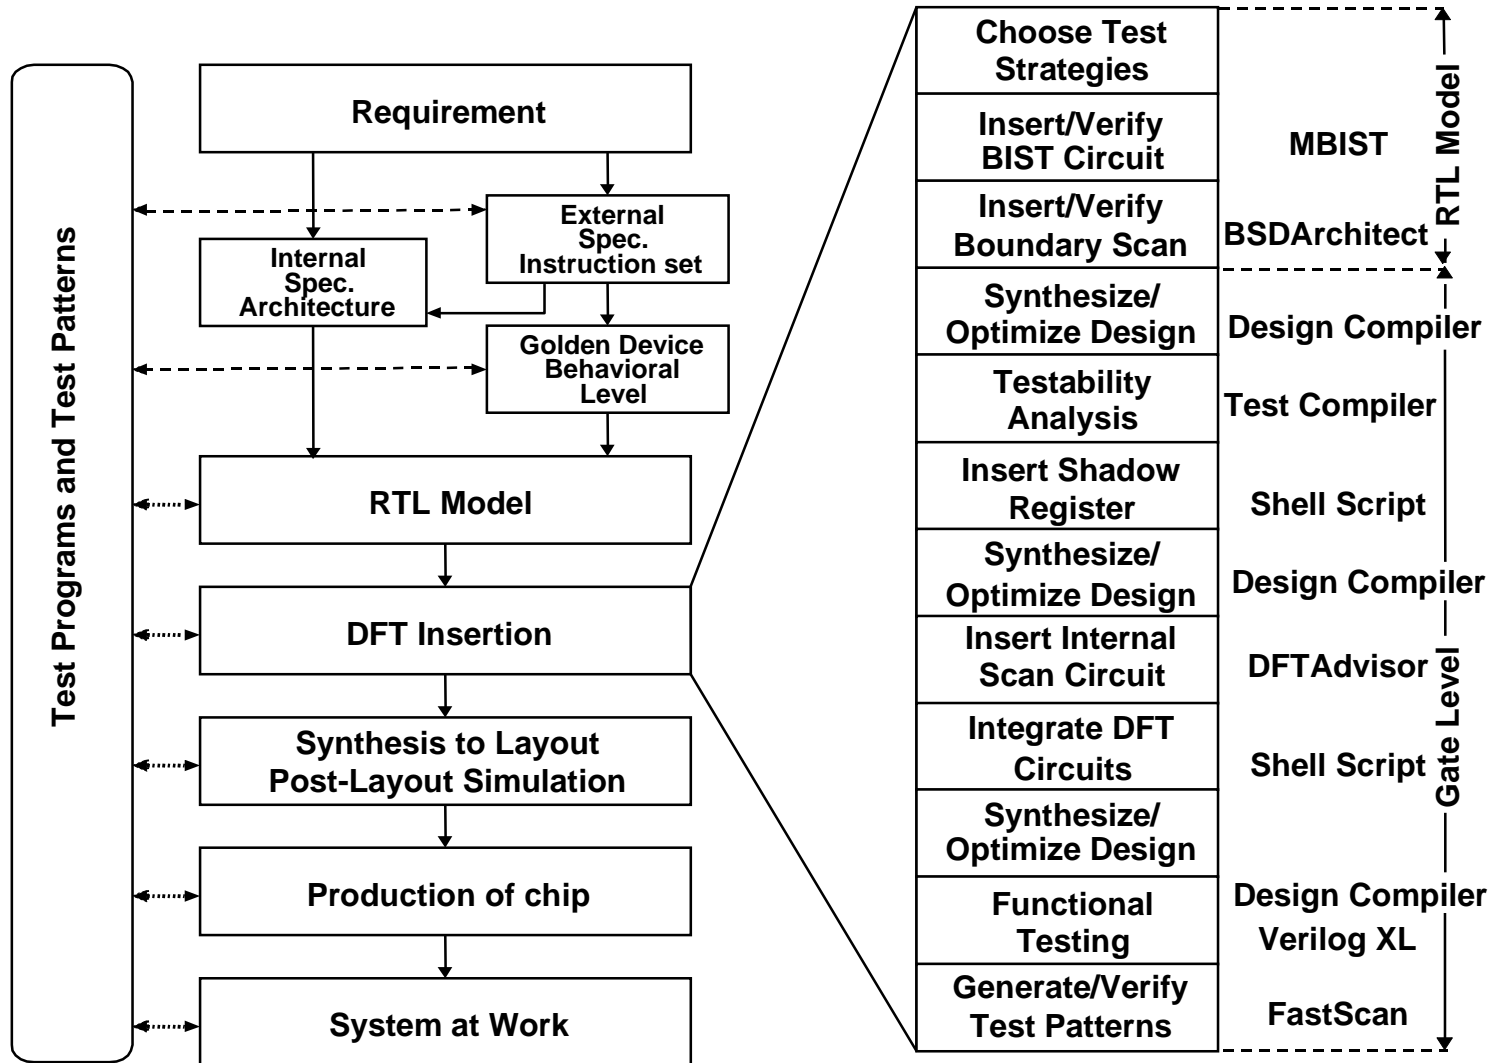 Test Programs and Test Patterns
Requirement
External
Spec.
Instruction set
Internal
Spec.
Architecture
Golden Device
Behavioral
Level
RTL Model
DFT Insertion
Synthesis to Layout
Post-Layout Simulation
Production of chip
System at Work
Choose Test
Strategies
Insert/Verify
BIST Circuit
MBIST
Insert/Verify
Boundary Scan
BSDArchitect
RTL Model
Synthesize/
Optimize Design
Design Compiler
Testability
Analysis
Test Compiler
Insert Shadow
Register
Shell Script
Synthesize/
Optimize Design
Design Compiler
Insert Internal
Scan Circuit
DFTAdvisor
Integrate DFT
Circuits
Shell Script
Synthesize/
Optimize Design
Design Compiler
Functional
Testing
Verilog XL
Generate/Verify
Test Patterns
FastScan
Gate Level